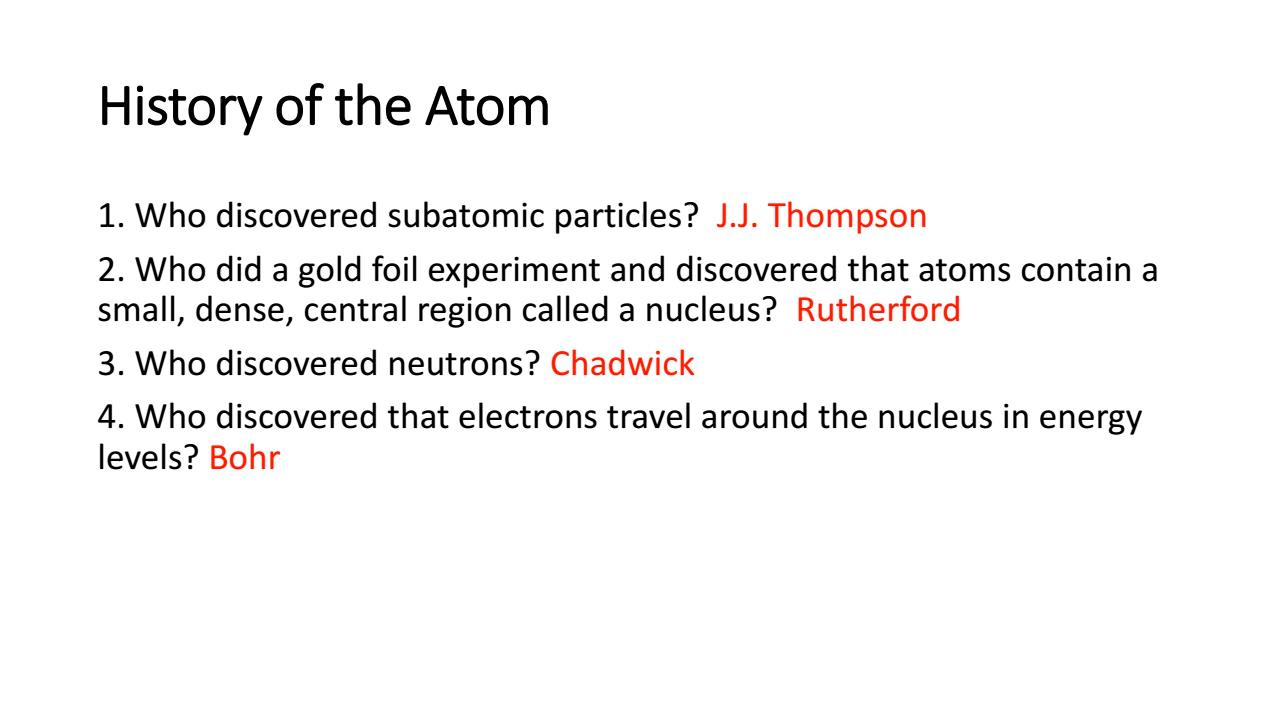 History of the Atom
1. Who discovered subatomic particles?  J.J. Thompson
2. Who did a gold foil experiment and discovered that atoms contain a
small, dense, central region called a nucleus?  Rutherford
3. Who discovered neutrons? Chadwick
4. Who discovered that electrons travel around the nucleus in energy
levels? Bohr